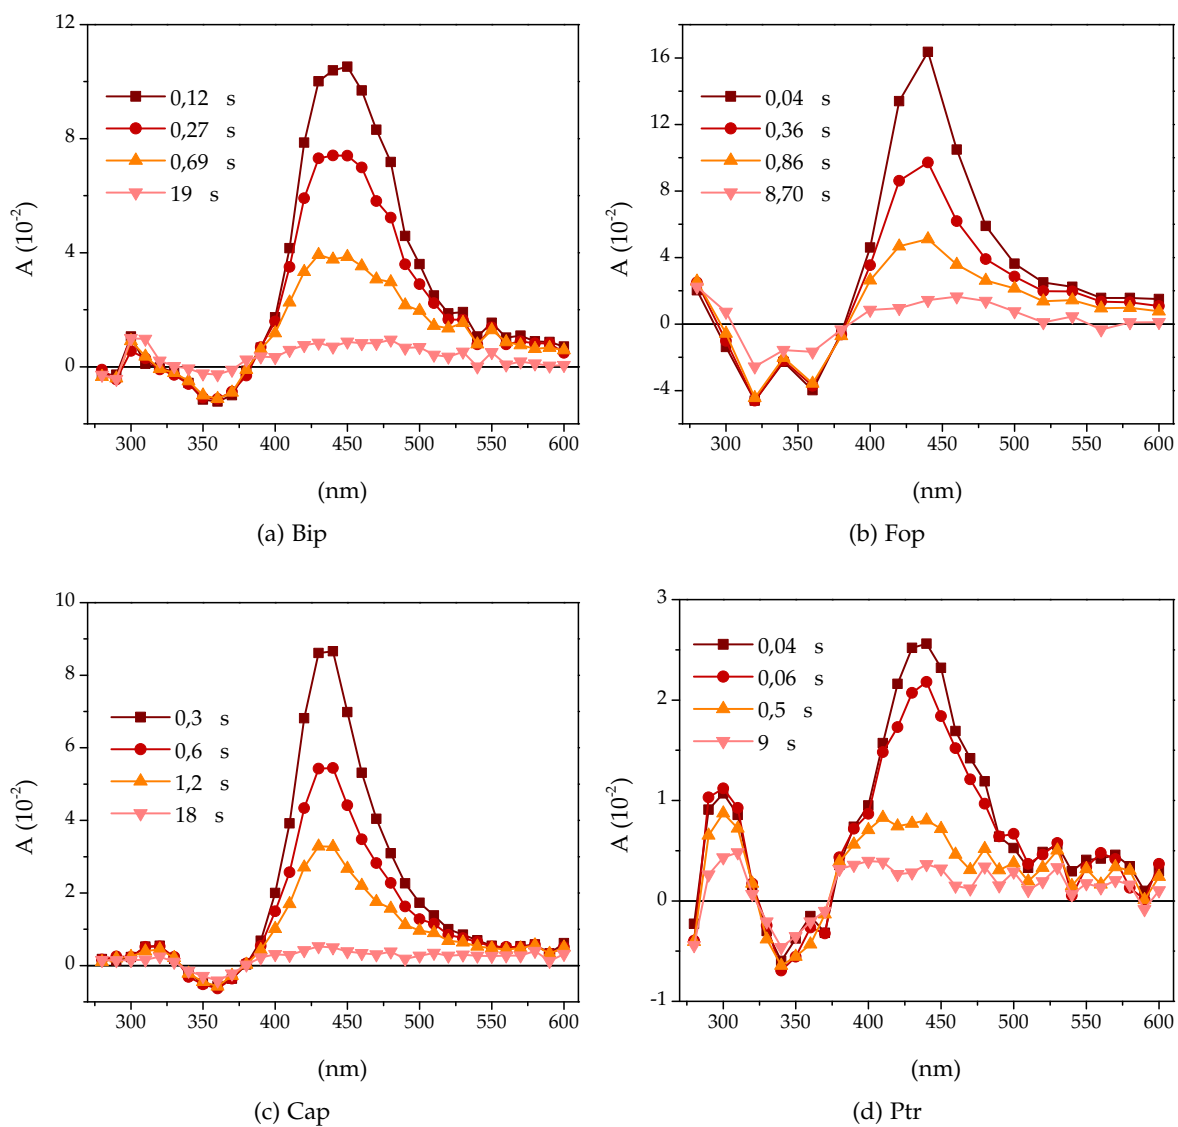 12
8
4
0
A (10-2)
0,12 s
0,27 s
0,69 s
19 s
300 350 400 450 500 550 600
(nm)
(a) Bip
16
12
8
4
0
-4
A (10-2)
0,04 s
0,36 s
0,86 s
8,70 s
300 350 400 450 500 550 600
(nm)
(b) Fop
10
8
6
4
2
0
A (10-2)
0,3 s
0,6 s
1,2 s
18 s
300 350 400 450 500 550 600
(nm)
(c) Cap
3
2
1
0
-1
A (10-2)
0,04 s
0,06 s
0,5 s
9 s
300 350 400 450 500 550 600
(nm)
(d) Ptr